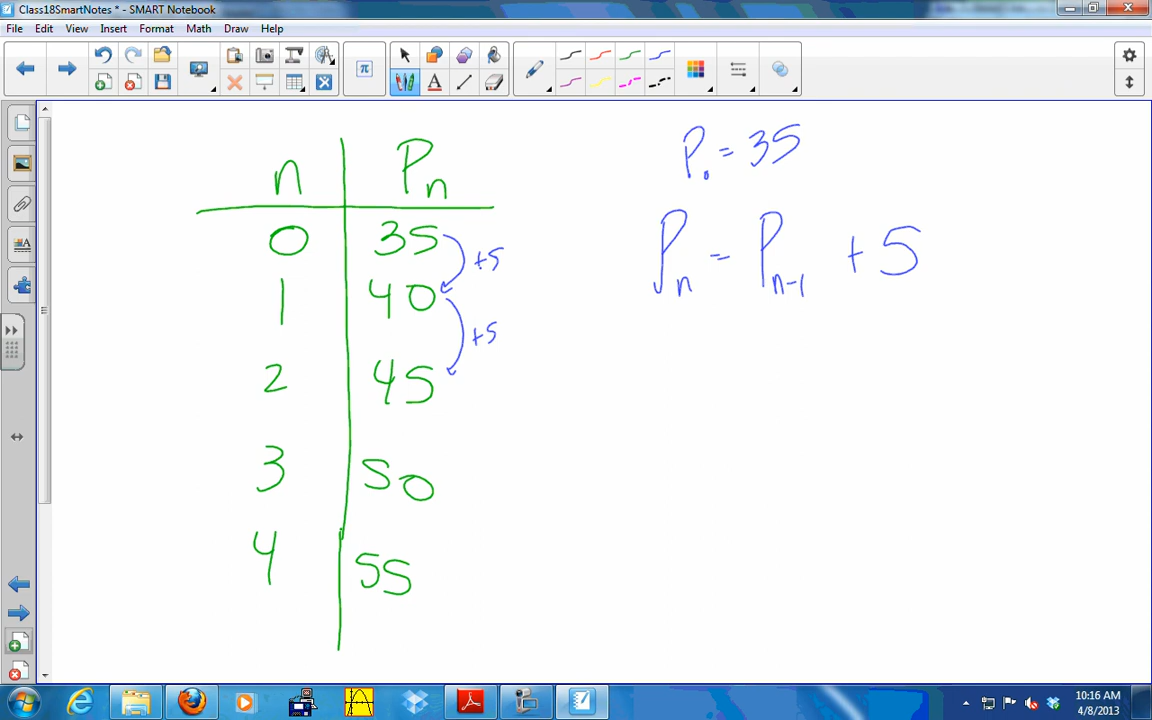 Class18SmartNotes * - SMART Notebook
File Edit View Insert Format Math Draw Help
π
A
n Pₙ
0 35
+5
1 40
+5
2 45
3 50
4 55
P₀ = 35
Pₙ = Pₙ₋₁ + 5
10:16 AM
4/8/2013